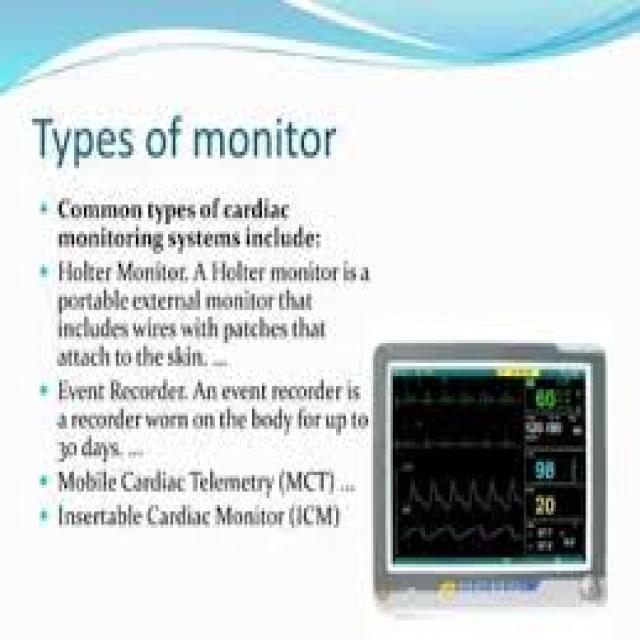 Types of monitor
• Common types of cardiac
monitoring systems include:
• Holter Monitor. A Holter monitor is a
portable external monitor that
includes wires with patches that
attach to the skin. ...
• Event Recorder. An event recorder is
a recorder worn on the body for up to
30 days. ...
• Mobile Cardiac Telemetry (MCT) ...
• Insertable Cardiac Monitor (ICM)
60
98
20